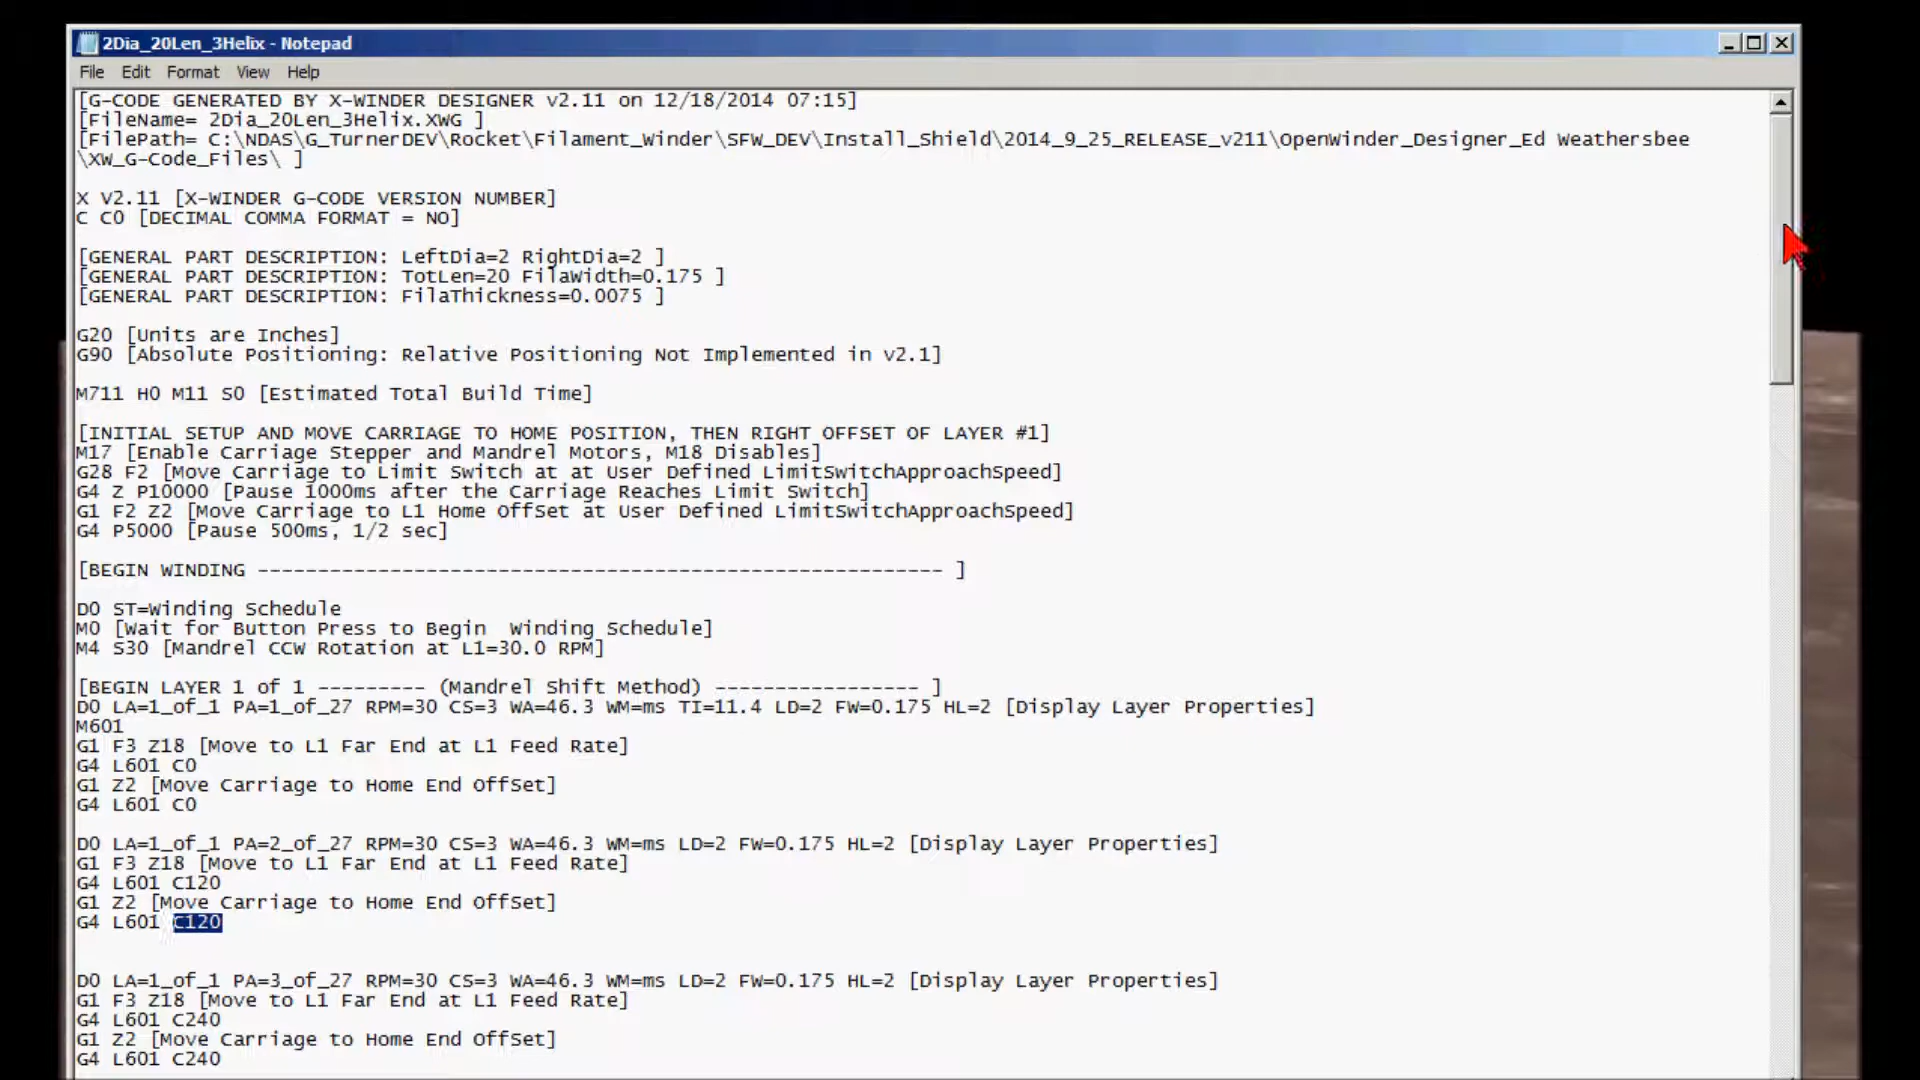 2Dia_20Len_3Helix - Notepad
File Edit Format View Help
[G-CODE GENERATED BY X-WINDER DESIGNER v2.11 on 12/18/2014 07:15]
[FileName= 2Dia_20Len_3Helix.XWG ]
[FilePath= C:\NDAS\G_TurnerDEV\Rocket\Filament_Winder\SFW_DEV\Install_Shield\2014_9_25_RELEASE_v211\OpenWinder_Designer_Ed Weathersbee
\XW_G-Code_Files\ ]
X V2.11 [X-WINDER G-CODE VERSION NUMBER]
C C0 [DECIMAL COMMA FORMAT = NO]
[GENERAL PART DESCRIPTION: LeftDia=2 RightDia=2 ]
[GENERAL PART DESCRIPTION: TotLen=20 FilaWidth=0.175 ]
[GENERAL PART DESCRIPTION: FilaThickness=0.0075 ]
G20 [Units are Inches]
G90 [Absolute Positioning: Relative Positioning Not Implemented in v2.1]
M711 H0 M11 S0 [Estimated Total Build Time]
[INITIAL SETUP AND MOVE CARRIAGE TO HOME POSITION, THEN RIGHT OFFSET OF LAYER #1]
M17 [Enable Carriage Stepper and Mandrel Motors, M18 Disables]
G28 F2 [Move Carriage to Limit Switch at at User Defined LimitSwitchApproachSpeed]
G4 Z P10000 [Pause 1000ms after the Carriage Reaches Limit Switch]
G1 F2 Z2 [Move Carriage to L1 Home OffSet at User Defined LimitSwitchApproachSpeed]
G4 P5000 [Pause 500ms, 1/2 sec]
[BEGIN WINDING --------------------------------------------------------- ]
D0 ST=Winding Schedule
M0 [Wait for Button Press to Begin  Winding Schedule]
M4 S30 [Mandrel CCW Rotation at L1=30.0 RPM]
[BEGIN LAYER 1 of 1 --------- (Mandrel Shift Method) ----------------- ]
D0 LA=1_of_1 PA=1_of_27 RPM=30 CS=3 WA=46.3 WM=ms TI=11.4 LD=2 FW=0.175 HL=2 [Display Layer Properties]
M601
G1 F3 Z18 [Move to L1 Far End at L1 Feed Rate]
G4 L601 C0
G1 Z2 [Move Carriage to Home End OffSet]
G4 L601 C0
D0 LA=1_of_1 PA=2_of_27 RPM=30 CS=3 WA=46.3 WM=ms LD=2 FW=0.175 HL=2 [Display Layer Properties]
G1 F3 Z18 [Move to L1 Far End at L1 Feed Rate]
G4 L601 C120
G1 Z2 [Move Carriage to Home End OffSet]
G4 L601 C120
D0 LA=1_of_1 PA=3_of_27 RPM=30 CS=3 WA=46.3 WM=ms LD=2 FW=0.175 HL=2 [Display Layer Properties]
G1 F3 Z18 [Move to L1 Far End at L1 Feed Rate]
G4 L601 C240
G1 Z2 [Move Carriage to Home End OffSet]
G4 L601 C240